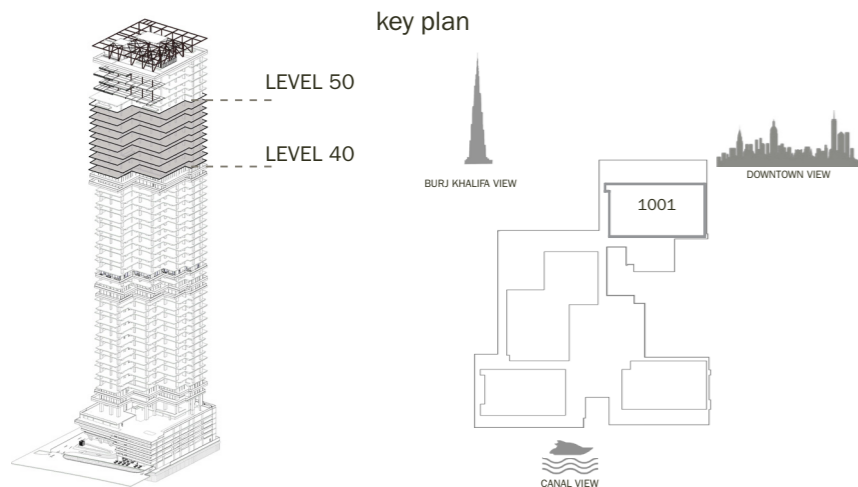 key plan
LEVEL 50
LEVEL 40
BURJ KHALIFA VIEW
DOWNTOWN VIEW
1001
CANAL VIEW